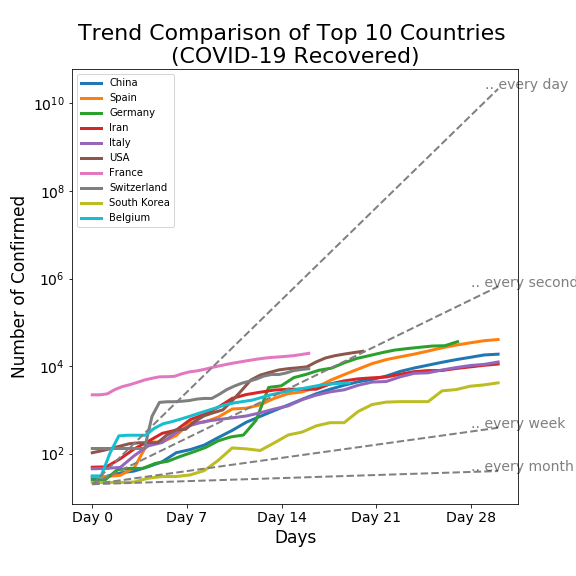 Trend Comparison of Top 10 Countries
(COVID-19 Recovered)
China
Spain
Germany
Iran
Italy
USA
France
Switzerland
South Korea
Belgium
.. every day
.. every second
.. every week
.. every month
Number of Confirmed
10^10
10^8
10^6
10^4
10^2
Day 0 Day 7 Day 14 Day 21 Day 28
Days